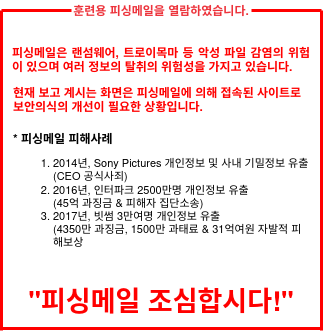 훈련용 피싱메일을 열람하였습니다.
피싱메일은 랜섬웨어, 트로이목마 등 악성 파일 감염의 위험
이 있으며 여러 정보의 탈취의 위험성을 가지고 있습니다.
현재 보고 계시는 화면은 피싱메일에 의해 접속된 사이트로
보안의식의 개선이 필요한 상황입니다.
* 피싱메일 피해사례
1. 2014년, Sony Pictures 개인정보 및 사내 기밀정보 유출
(CEO 공식사죄)
2. 2016년, 인터파크 2500만명 개인정보 유출
(45억 과징금 & 피해자 집단소송)
3. 2017년, 빗썸 3만여명 개인정보 유출
(4350만 과징금, 1500만 과태료 & 31억여원 자발적 피
해보상
"피싱메일 조심합시다!"